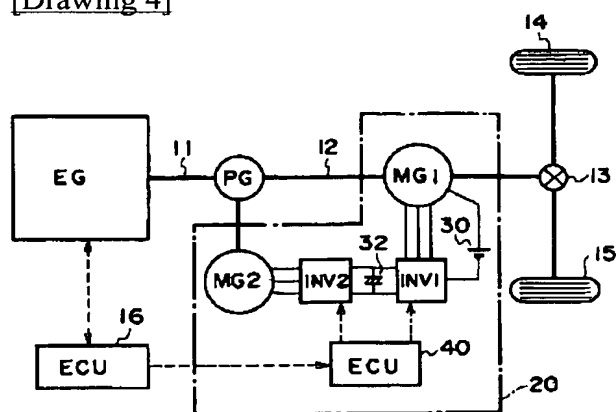 [Drawing 4]
14
11
12
EG
PG
MG1
13
30
32
MG2
INV2
INV1
15
16
ECU
ECU
40
20